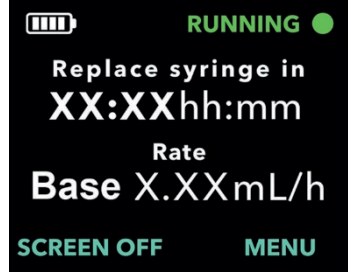 RUNNING
Replace syringe in
XX:XXhh:mm
Rate
Base X.XXmL/h
SCREEN OFF MENU